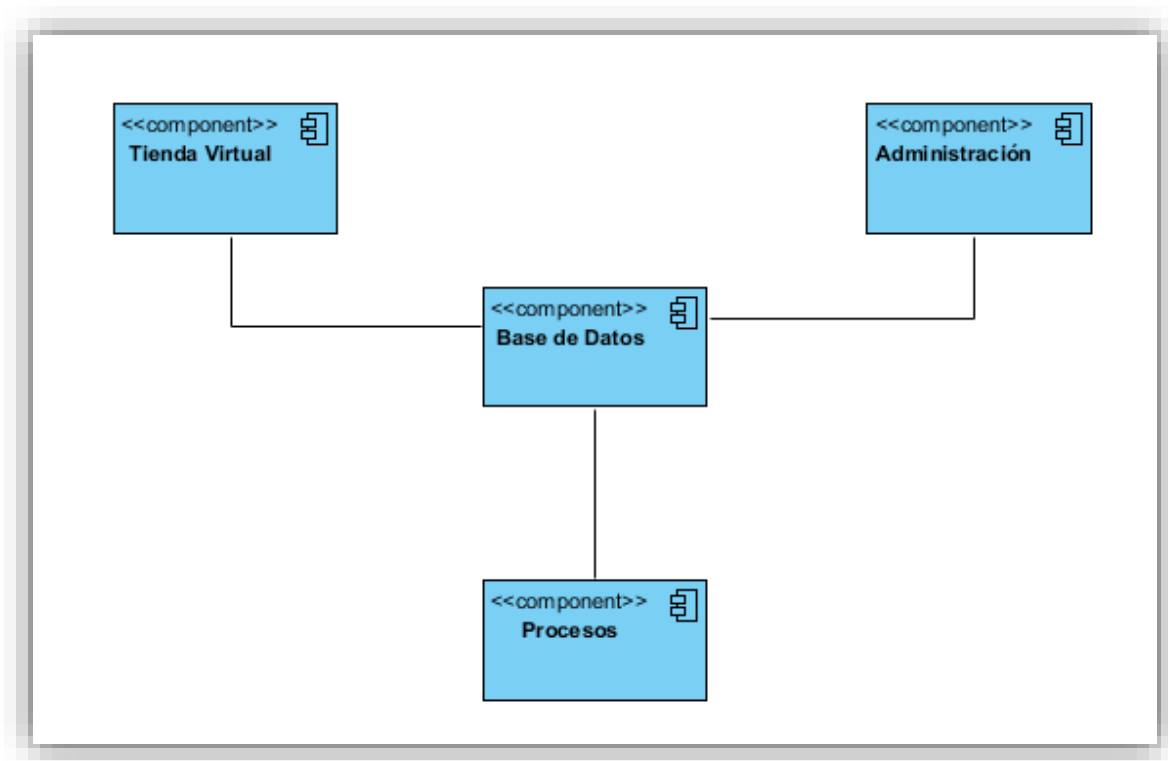 <<component>>
Tienda Virtual
<<component>>
Administración
<<component>>
Base de Datos
<<component>>
Procesos